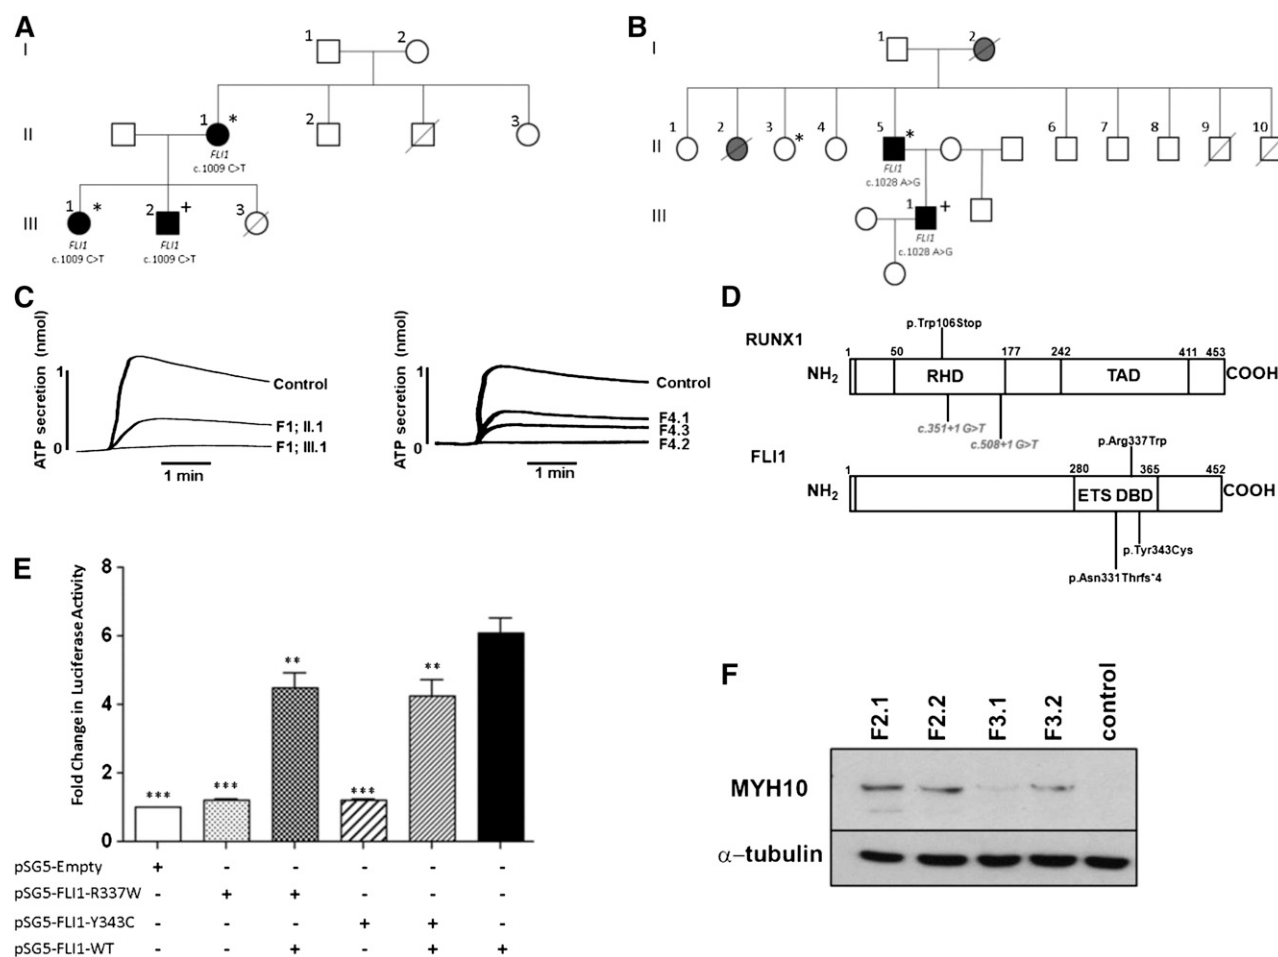 A
I
1
2
II
1
*
2
3
FLI1
c.1009 C>T
III
1
*
2
+
3
FLI1
c.1009 C>T
FLI1
c.1009 C>T
B
I
1
2
II
1
2
3
*
4
5
*
6
7
8
9
10
FLI1
c.1028 A>G
III
1
+
FLI1
c.1028 A>G
C
ATP secretion (nmol)
1
0
Control
F1; II.1
F1; III.1
1 min
ATP secretion (nmol)
1
0
Control
F4.1
F4.3
F4.2
1 min
D
p.Trp106Stop
RUNX1
1 50 177 242 411 453
NH2 RHD TAD COOH
c.351+1 G>T
c.508+1 G>T
p.Arg337Trp
FLI1
1 280 365 452
NH2 ETS DBD COOH
p.Tyr343Cys
p.Asn331Thrfs*4
E
Fold Change in Luciferase Activity
8
6
4
2
0
*** *** ** *** **
pSG5-Empty + - - - - -
pSG5-FLI1-R337W - + + - - -
pSG5-FLI1-Y343C - - - + + -
pSG5-FLI1-WT - - + - + +
F
F2.1 F2.2 F3.1 F3.2 control
MYH10
α-tubulin